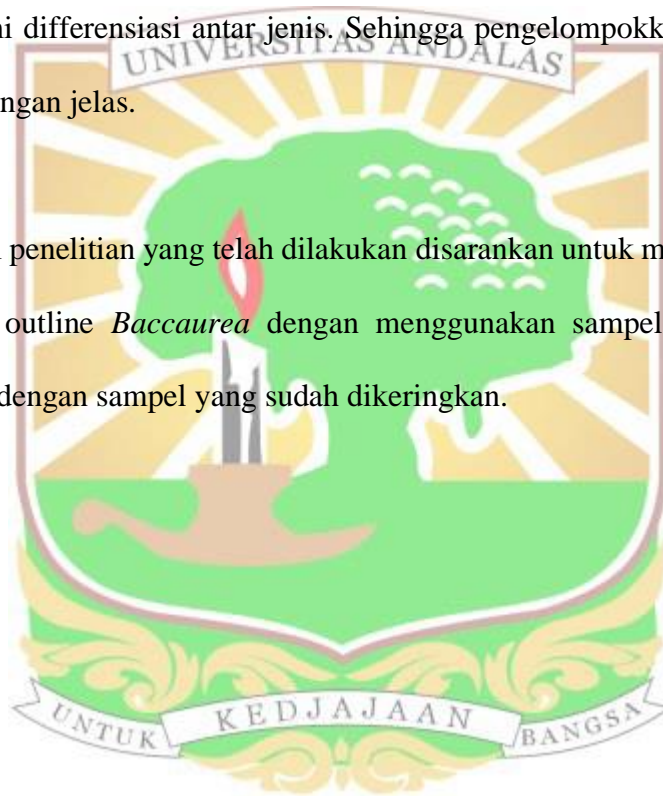 ni differensiasi antar jenis. Sehingga pengelompokk
UNIVERSITAS ANDALAS
ngan jelas.
penelitian yang telah dilakukan disarankan untuk m
outline Baccaurea dengan menggunakan sampel
dengan sampel yang sudah dikeringkan.
UNTUK KEDJAJAAN BANGSA